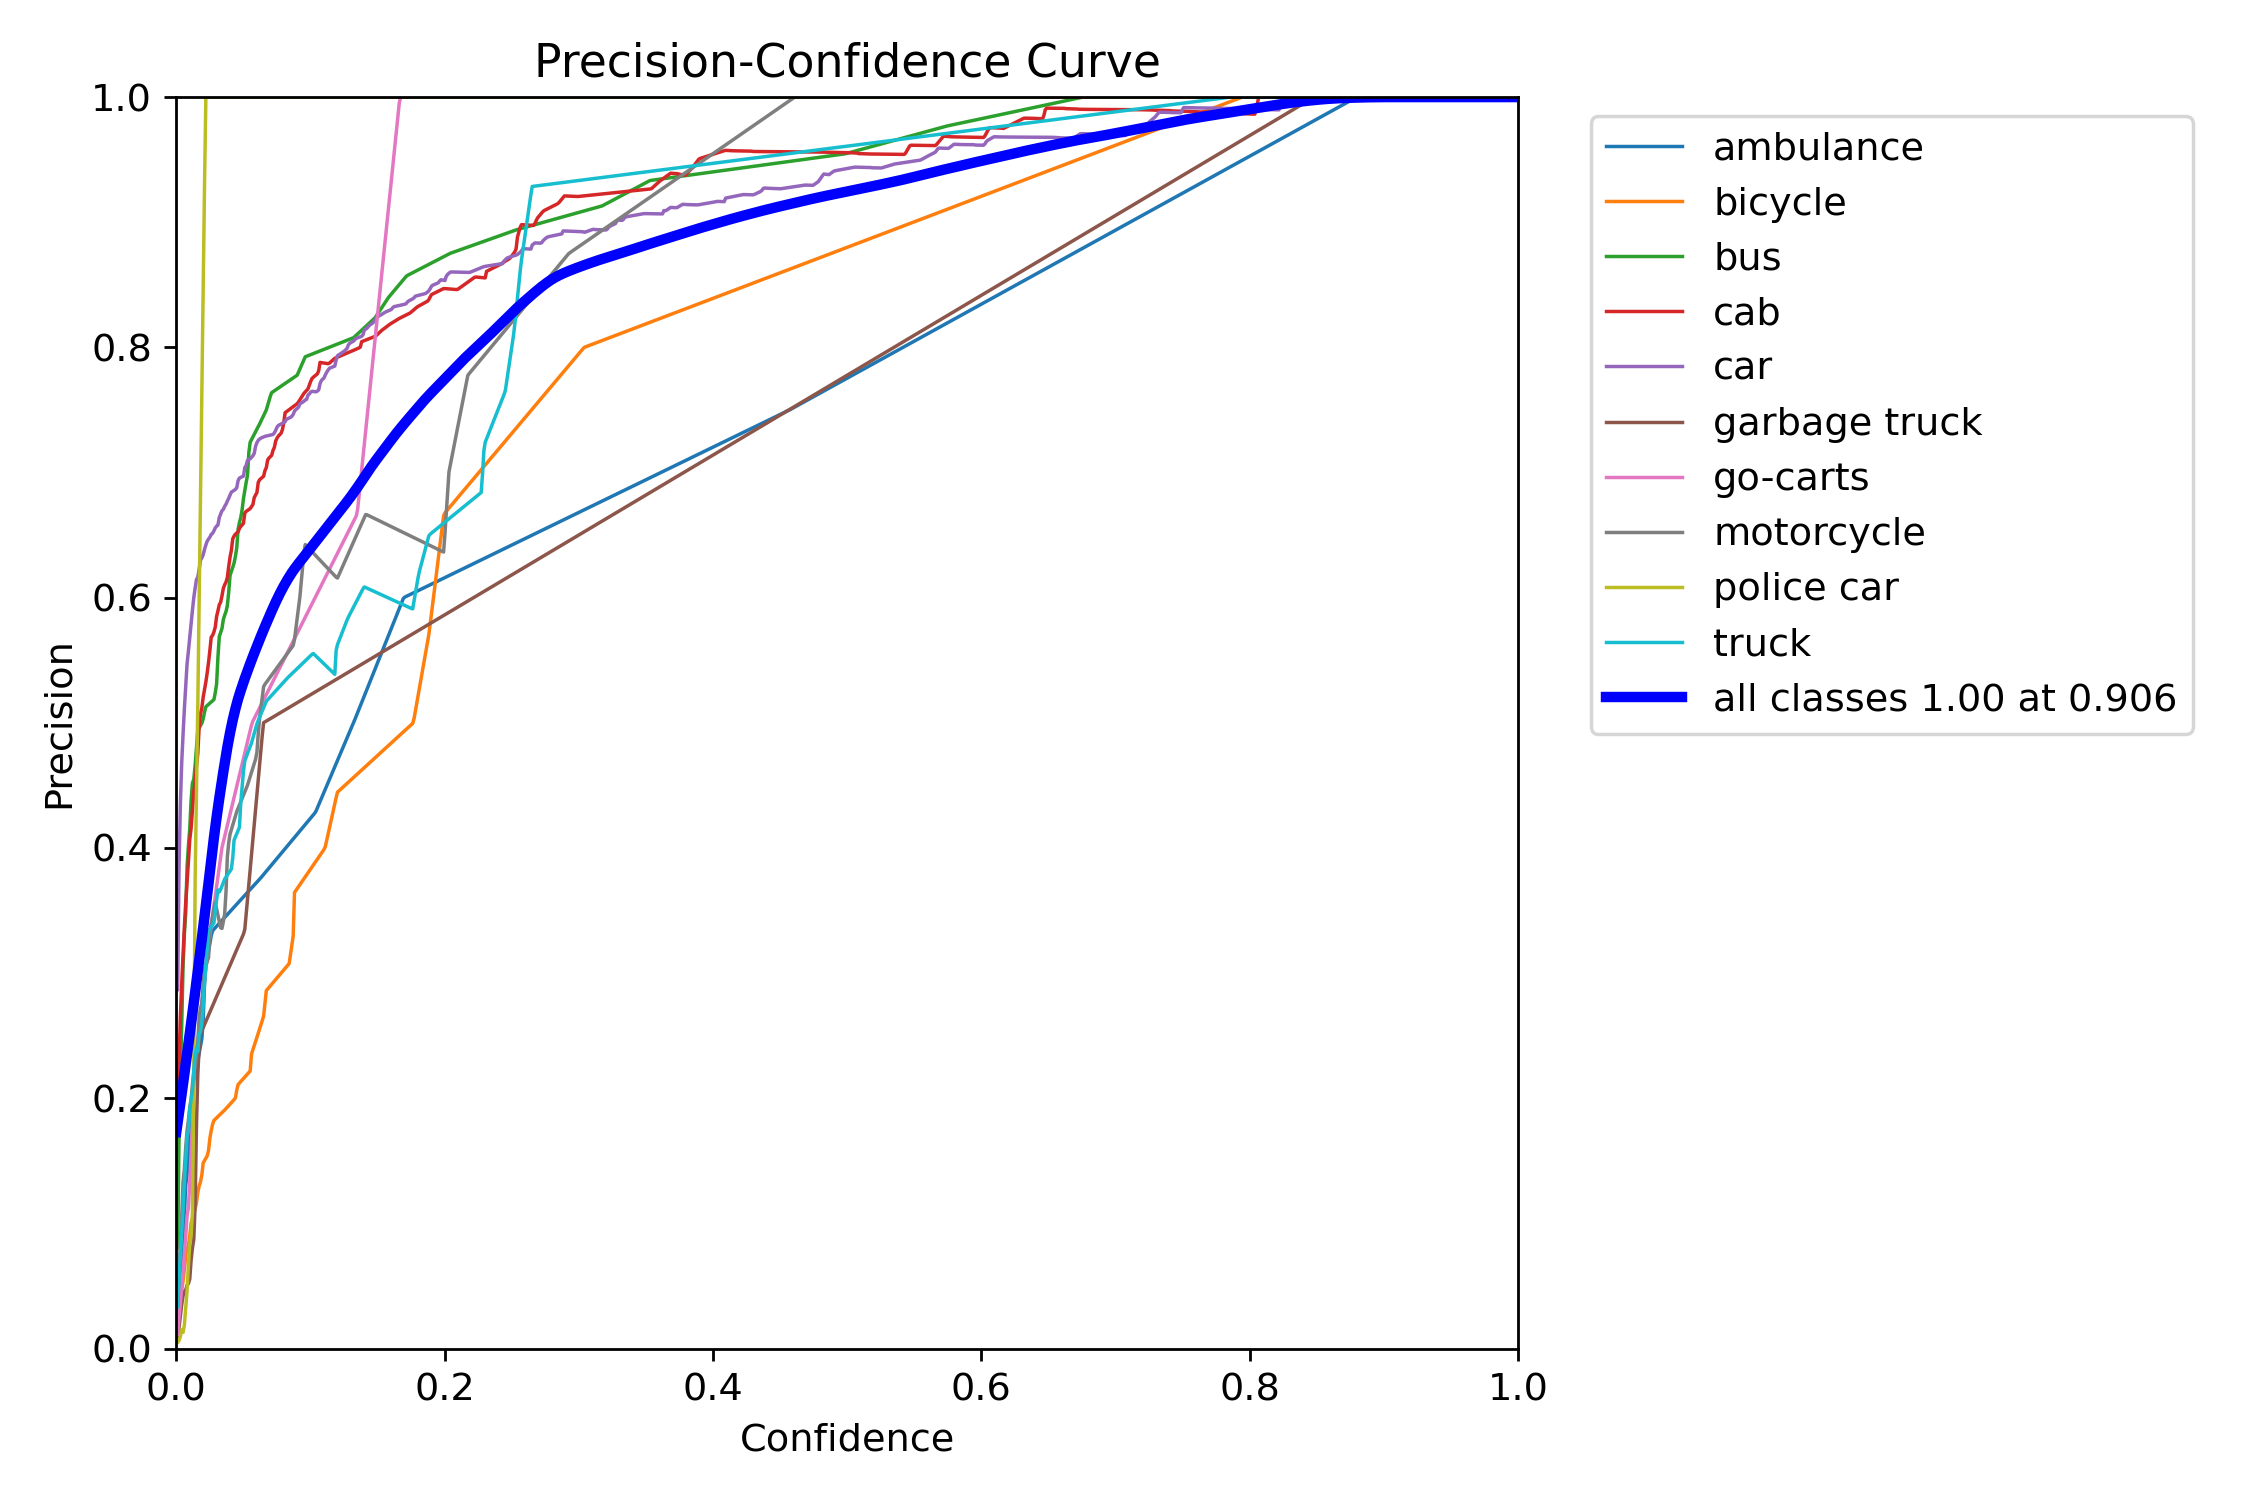 Precision-Confidence Curve
1.0
0.8
0.6
0.4
0.2
0.0
Precision
0.0 0.2 0.4 0.6 0.8 1.0
Confidence
ambulance
bicycle
bus
cab
car
garbage truck
go-carts
motorcycle
police car
truck
all classes 1.00 at 0.906